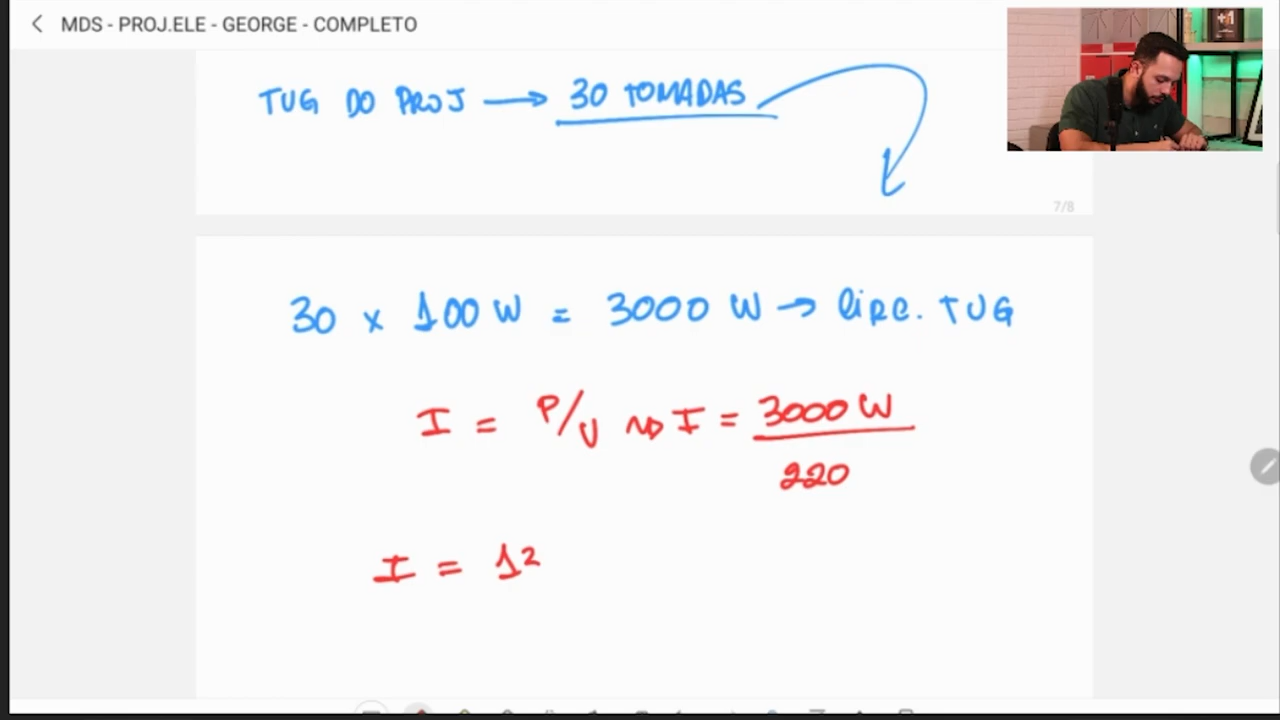 MDS - PROJ.ELE - GEORGE - COMPLETO
+1
TUG DO PROJ → 30 TOMADAS
7/8
30 x 100 W = 3000 W → CIRC. TUG
I = P/U → I = 3000 W
220
I = 12